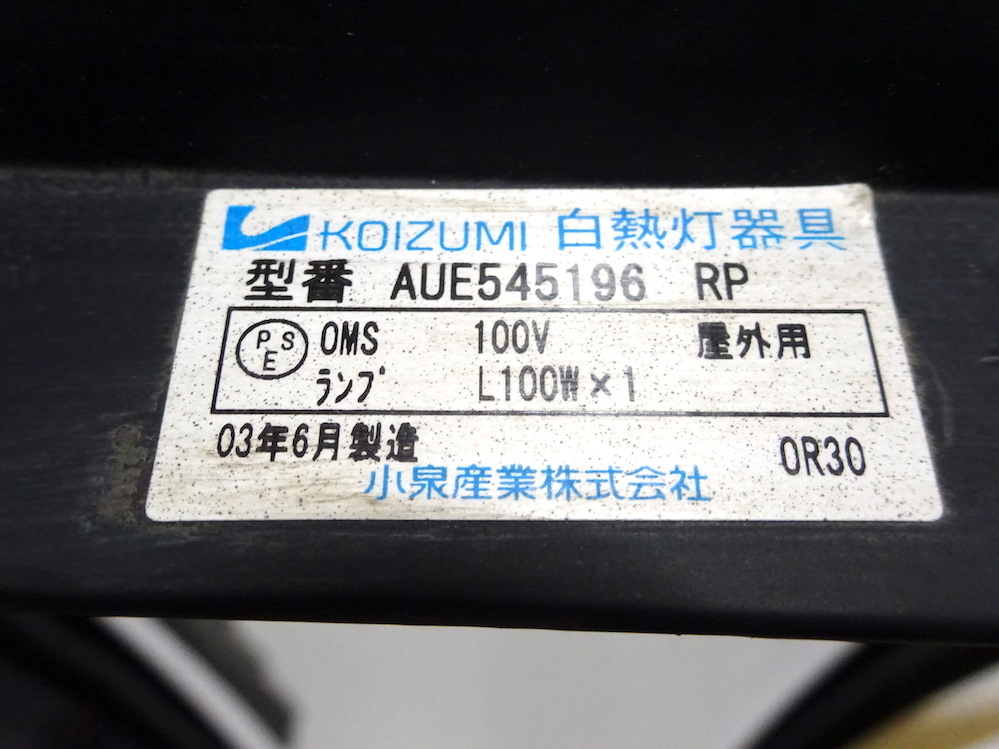 KOIZUMI 白熱灯器具
型番 AUE545196 RP
PSE OMS 100V 屋外用
ランプ L100W×1
03年6月製造 0R30
小泉産業株式会社